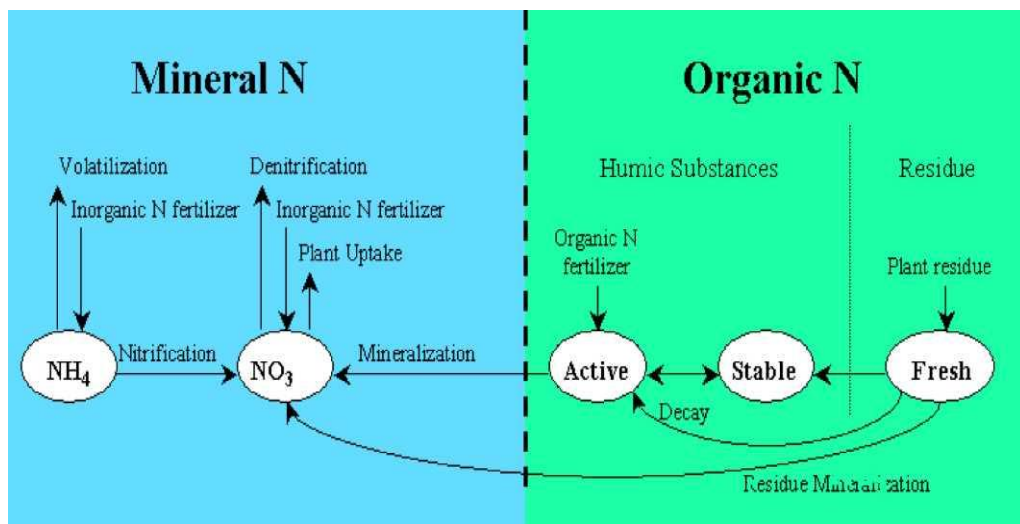 Mineral N
Organic N
Volatilization
Denitrification
Humic Substances
Residue
Inorganic N fertilizer
Inorganic N fertilizer
Plant Uptake
Organic N
fertilizer
Plant residue
NH₄
Nitrification
NO₃
Mineralization
Active
Stable
Fresh
Decay
Residue Mineralization